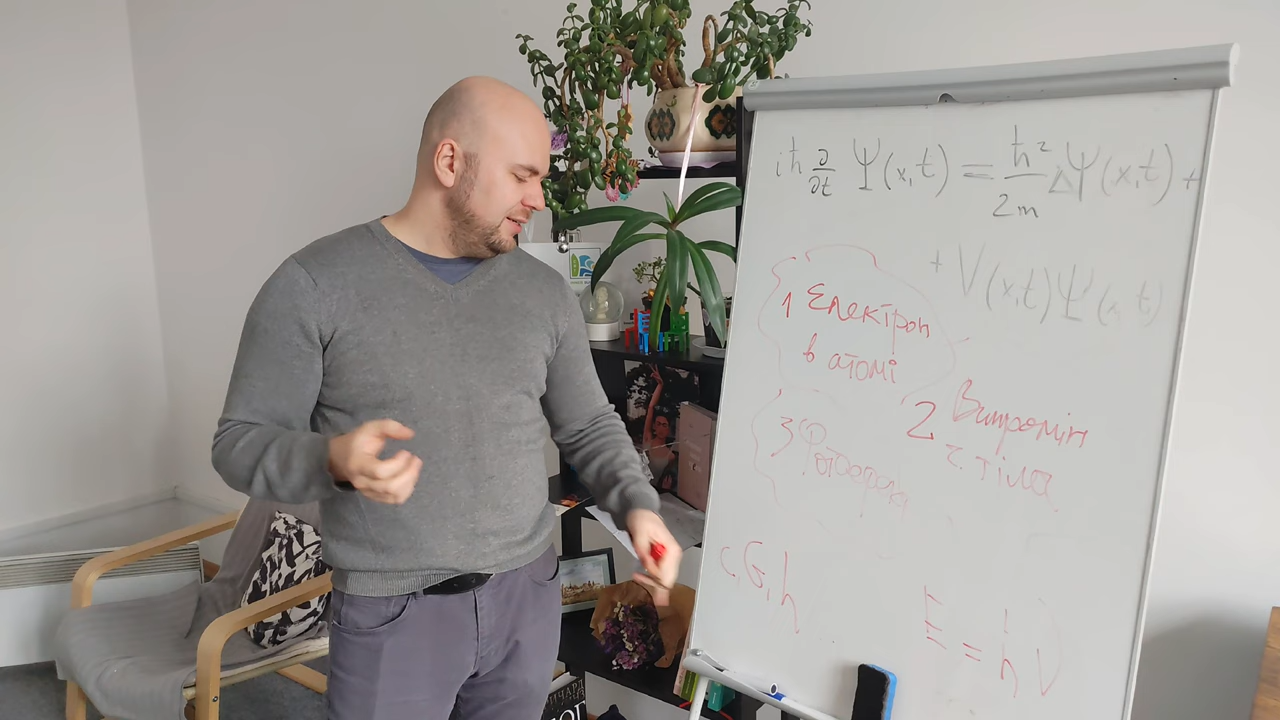 iħ ∂/∂t Ψ(x,t) = ħ²/2m ΔΨ(x,t) +
+ V(x,t)Ψ(x,t)
1 Електрон
в атомі
2. Випромін
ч. тіла
3 Фотоефект
c, G, h
E = hν